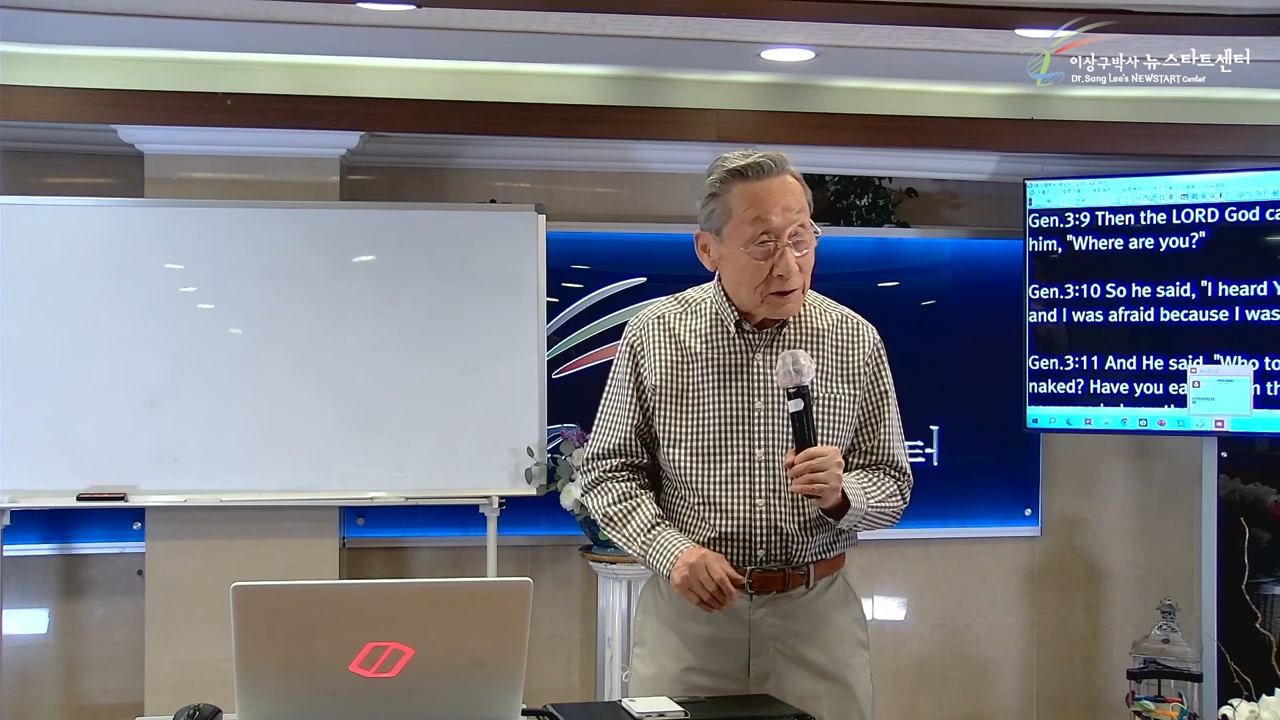 이상구박사 뉴스타트센터
Dr. Sang Lee's NEWSTART Center
Gen.3:9 Then the LORD God ca
him, "Where are you?"
Gen.3:10 So he said, "I heard Y
and I was afraid because I was
Gen.3:11 And He said, "Who to
naked? Have you ea
th
터